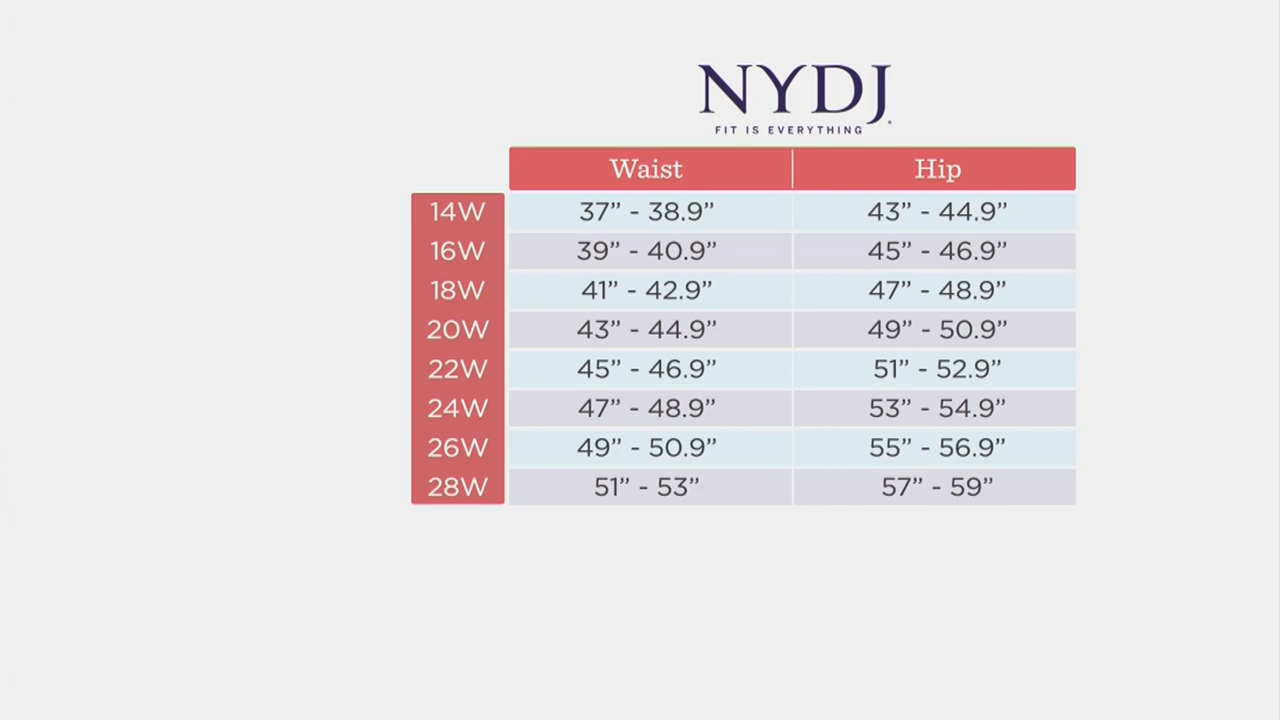 NYDJ
FIT IS EVERYTHING
Waist Hip
14W 37” - 38.9” 43” - 44.9”
16W 39” - 40.9” 45” - 46.9”
18W 41” - 42.9” 47” - 48.9”
20W 43” - 44.9” 49” - 50.9”
22W 45” - 46.9” 51” - 52.9”
24W 47” - 48.9” 53” - 54.9”
26W 49” - 50.9” 55” - 56.9”
28W 51” - 53” 57” - 59”